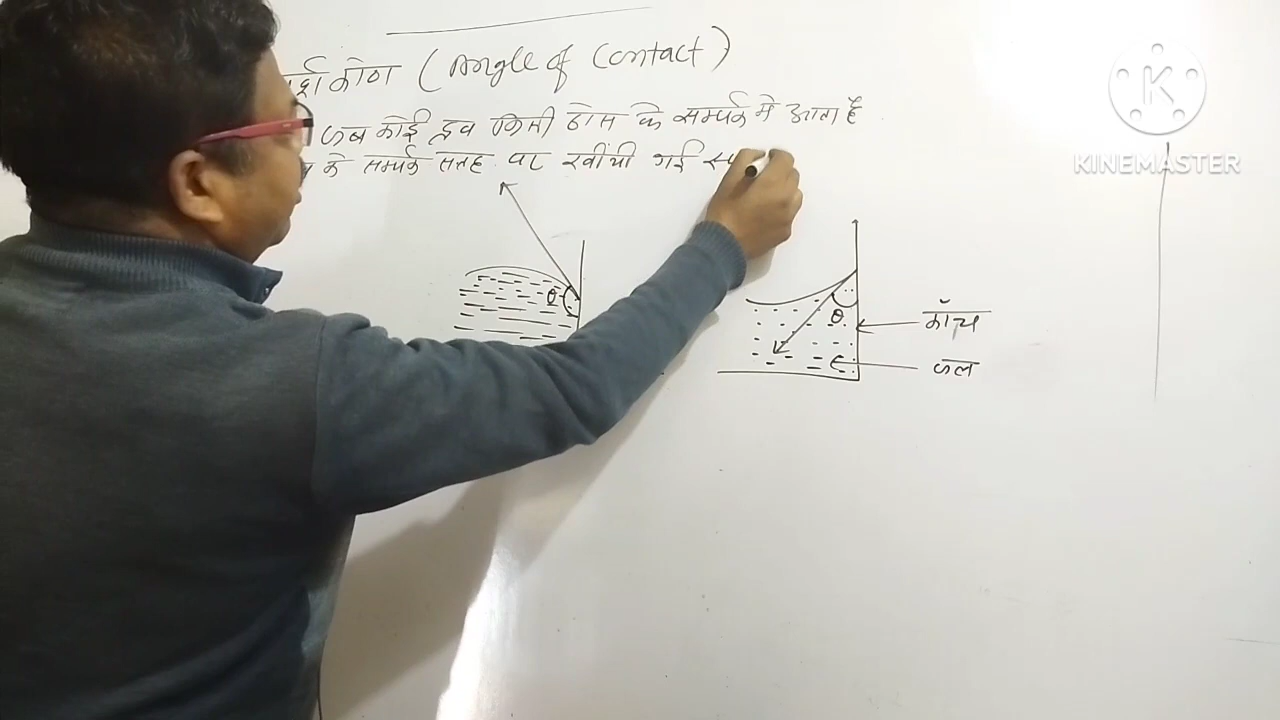 (Angle of Contact)
जब कोई द्रव किसी ठोस के सम्पर्क में आता है
के सम्पर्क सतह पर खींची गई
θ
θ
काँच
जल
K
KINEMASTER